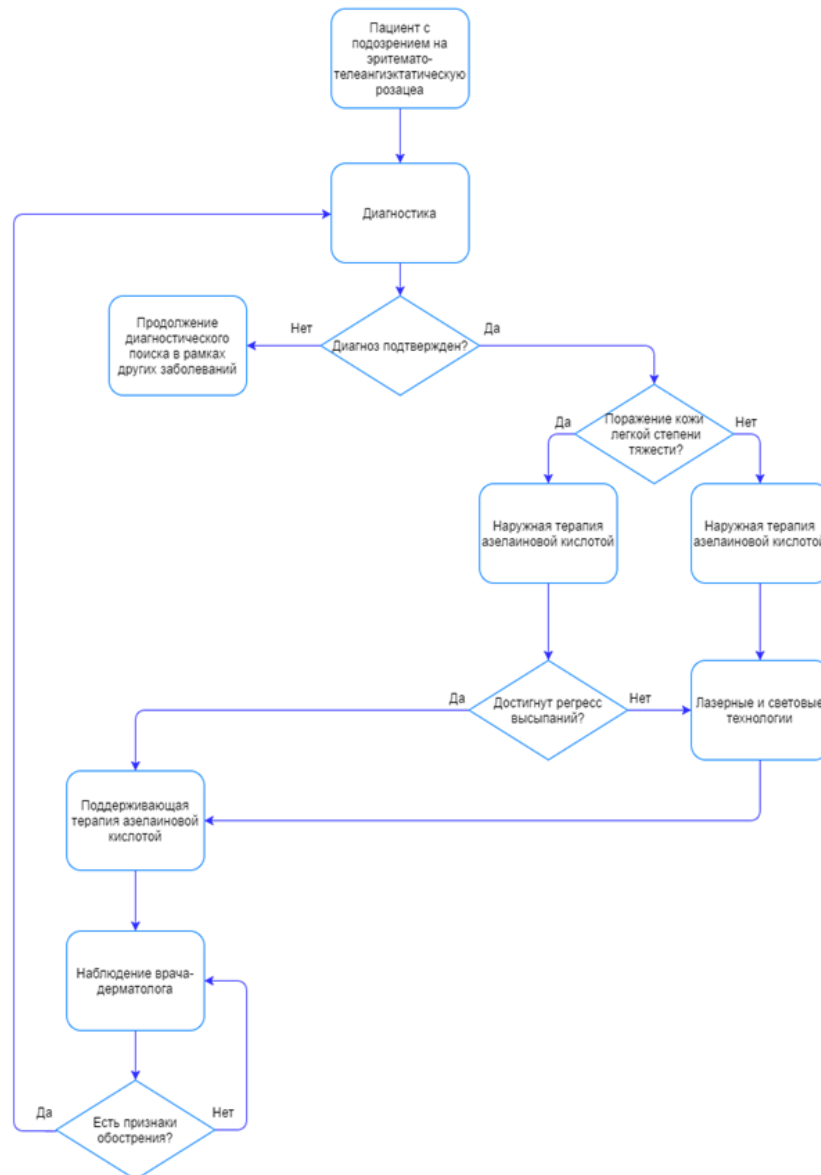 Пациент с
подозрением на
эритемато-
телеангиэктатическую
розацеа
Диагностика
Продолжение
диагностического
поиска в рамках
других заболеваний
Нет
Диагноз подтвержден?
Да
Да
Поражение кожи
легкой степени
тяжести?
Нет
Наружная терапия
азелаиновой кислотой
Наружная терапия
азелаиновой кислотой
Да
Достигнут регресс
высыпаний?
Нет
Лазерные и световые
технологии
Поддерживающая
терапия азелаиновой
кислотой
Наблюдение врача-
дерматолога
Да
Есть признаки
обострения?
Нет